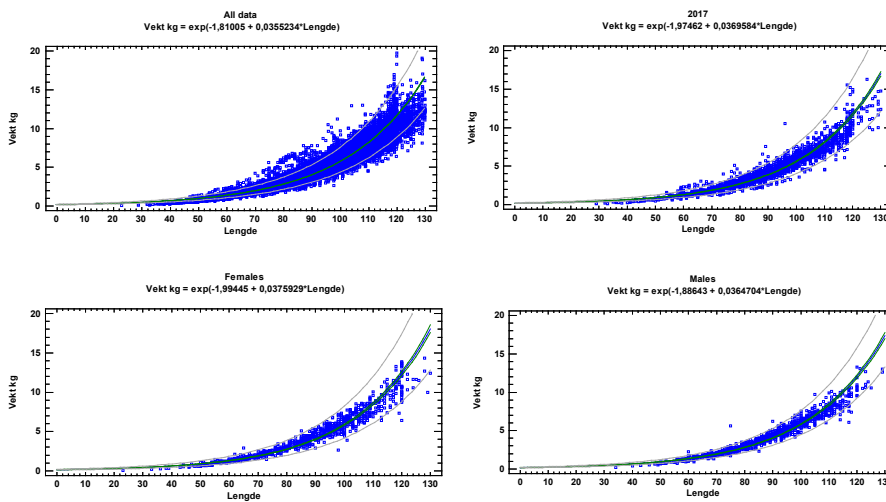 All data
Vekt kg = exp(-1,81005 + 0,0355234*Lengde)
20
15
10
5
0
Vekt kg
0 10 20 30 40 50 60 70 80 90 100 110 120 130
Lengde
2017
Vekt kg = exp(-1,97462 + 0,0369584*Lengde)
20
15
10
5
0
Vekt kg
0 10 20 30 40 50 60 70 80 90 100 110 120 130
Lengde
Females
Vekt kg = exp(-1,99445 + 0,0375929*Lengde)
20
15
10
5
0
Vekt kg
0 10 20 30 40 50 60 70 80 90 100 110 120 130
Lengde
Males
Vekt kg = exp(-1,88643 + 0,0364704*Lengde)
20
15
10
5
0
Vekt kg
0 10 20 30 40 50 60 70 80 90 100 110 120 130
Lengde